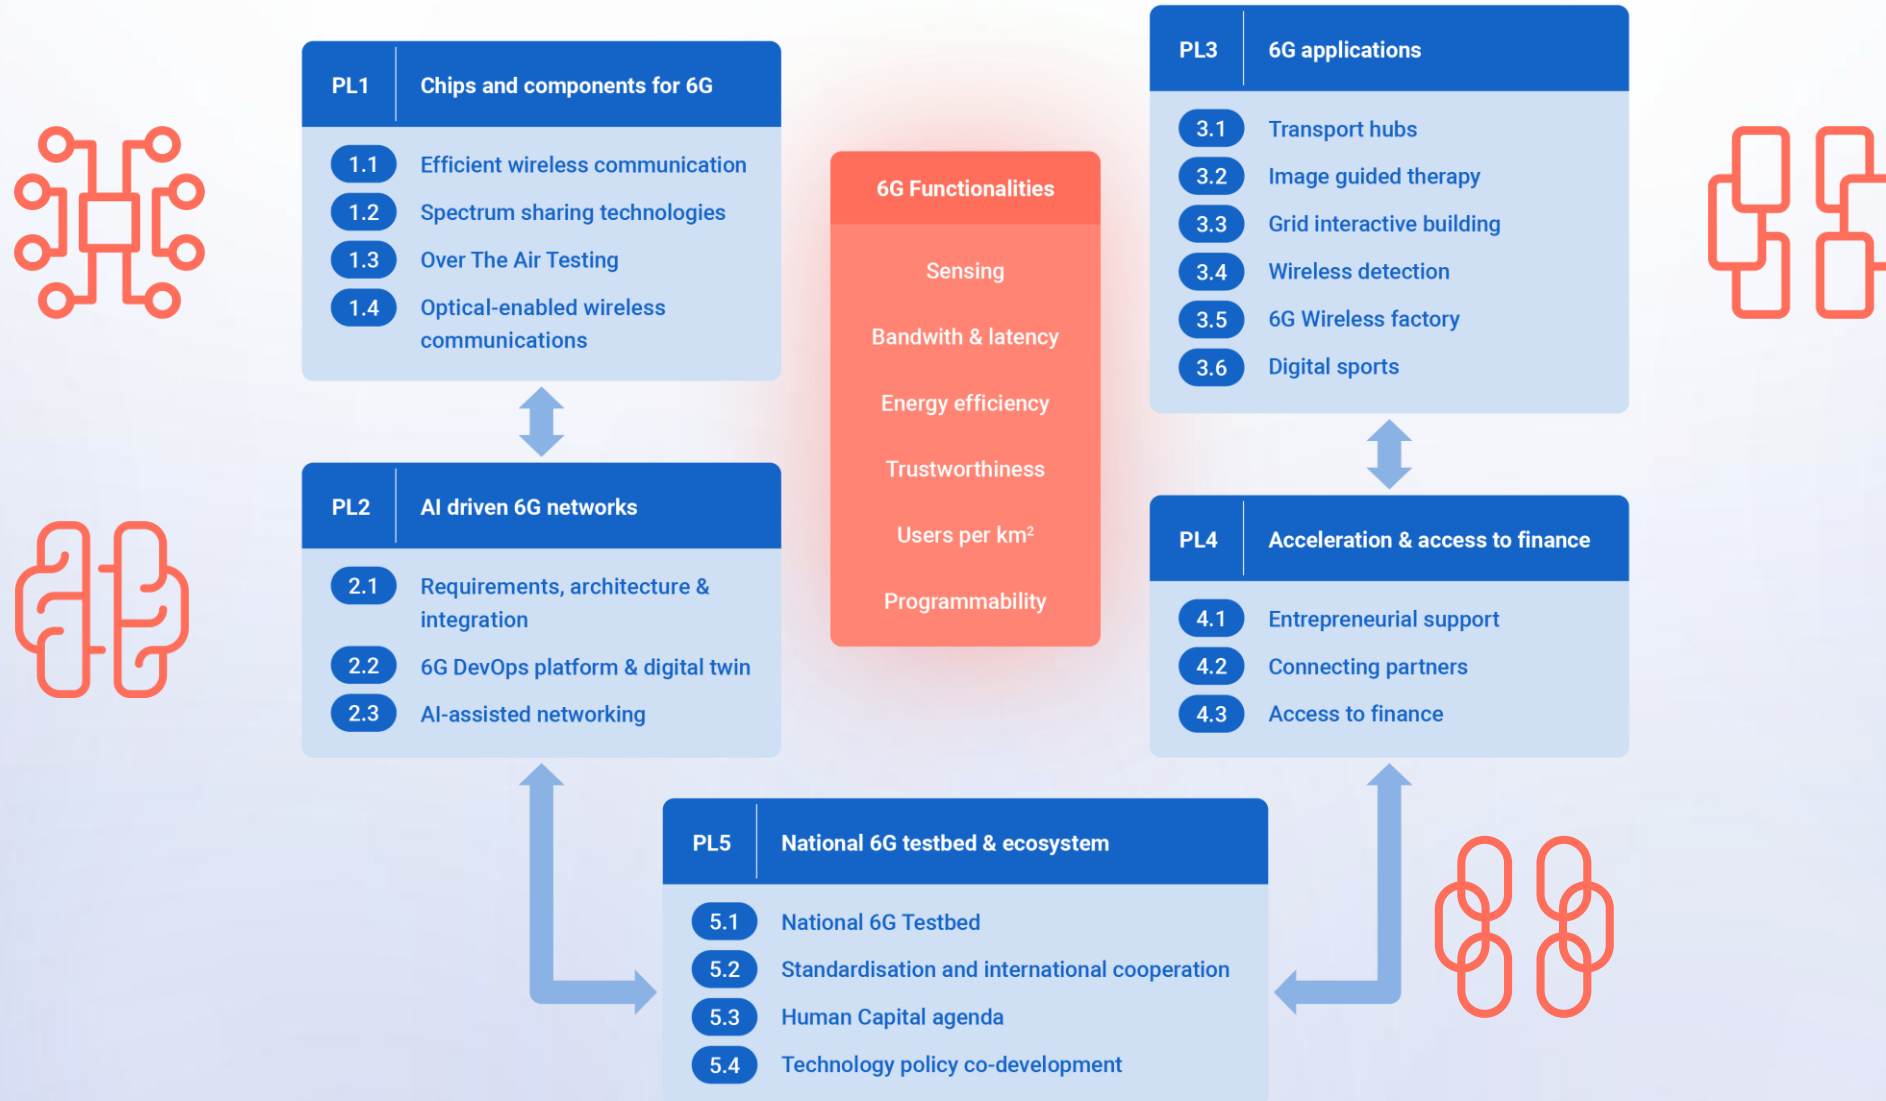 PL1 Chips and components for 6G
1.1 Efficient wireless communication
1.2 Spectrum sharing technologies
1.3 Over The Air Testing
1.4 Optical-enabled wireless
communications
PL2 AI driven 6G networks
2.1 Requirements, architecture &
integration
2.2 6G DevOps platform & digital twin
2.3 AI-assisted networking
6G Functionalities
Sensing
Bandwith & latency
Energy efficiency
Trustworthiness
Users per km²
Programmability
PL3 6G applications
3.1 Transport hubs
3.2 Image guided therapy
3.3 Grid interactive building
3.4 Wireless detection
3.5 6G Wireless factory
3.6 Digital sports
PL4 Acceleration & access to finance
4.1 Entrepreneurial support
4.2 Connecting partners
4.3 Access to finance
PL5 National 6G testbed & ecosystem
5.1 National 6G Testbed
5.2 Standardisation and international cooperation
5.3 Human Capital agenda
5.4 Technology policy co-development